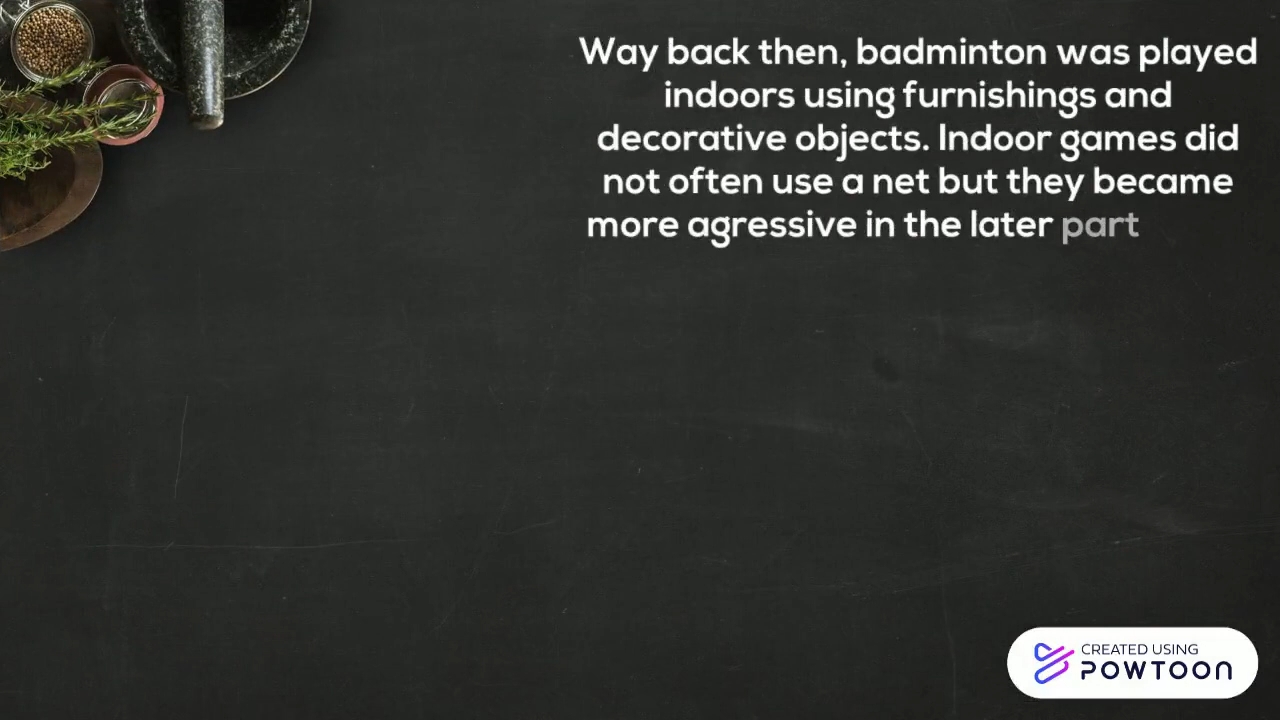 Way back then, badminton was played
indoors using furnishings and
decorative objects. Indoor games did
not often use a net but they became
more agressive in the later part
CREATED USING
POWTOON